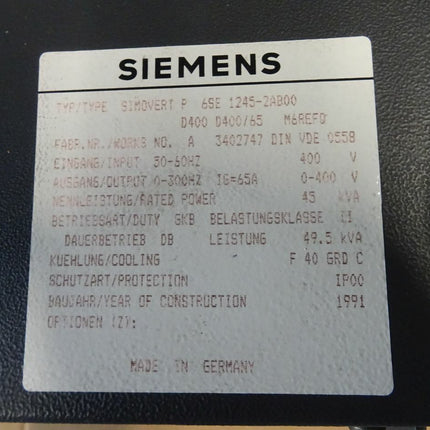 SIEMENS
TYP/TYPE SIMOVERT P 6SE 1245-2AB00
D400 D400/65 M6REFD
FABR.NR./WORKS NO. A 3402747 DIN VDE 0558
EINGANG/INPUT 30-60HZ 400 V
AUSGANG/OUTPUT 0-300HZ IG=65A 0-400 V
NENNLEISTUNG/RATED POWER 45 KVA
BETRIEBSART/DUTY GKB BELASTUNGSKLASSE II
DAUERBETRIEB DB LEISTUNG 49.5 KVA
KUEHLUNG/COOLING F 40 GRD C
SCHUTZART/PROTECTION IP00
BAUJAHR/YEAR OF CONSTRUCTION 1991
OPTIONEN (Z):
MADE IN GERMANY